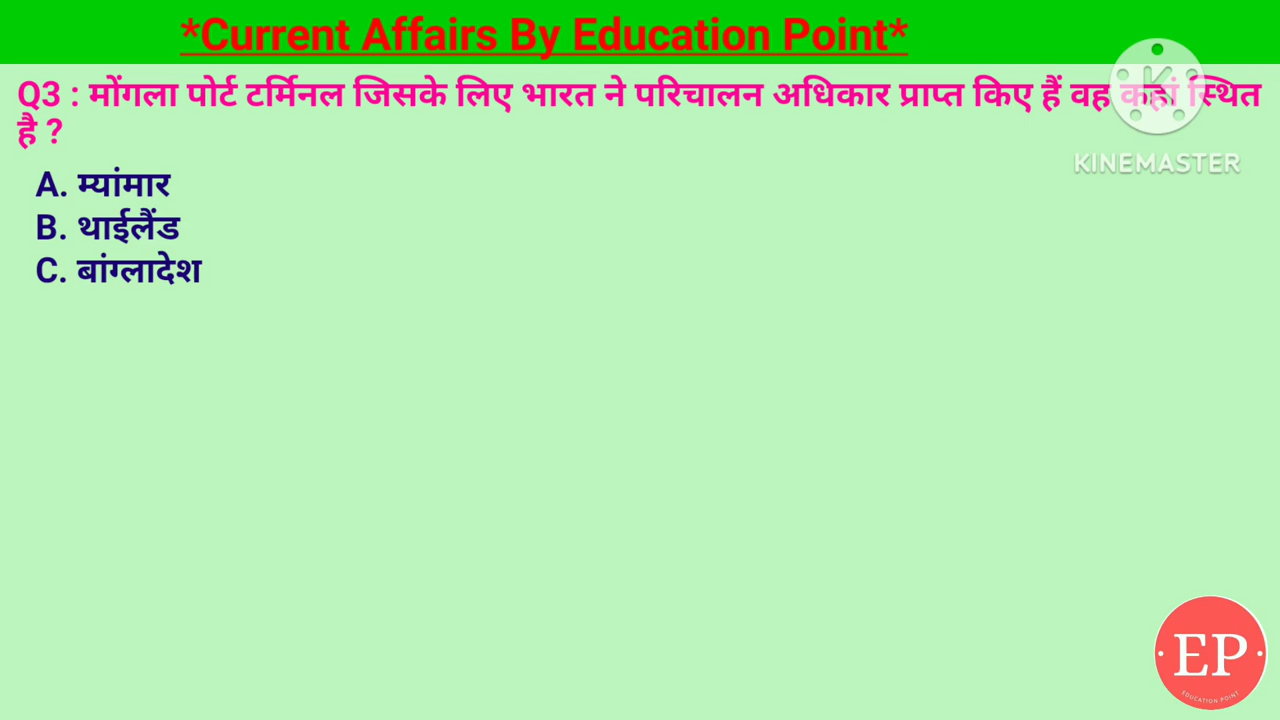 *Current Affairs By Education Point*
Q3 : मोंगला पोर्ट टर्मिनल जिसके लिए भारत ने परिचालन अधिकार प्राप्त किए हैं वह कहां स्थित
है ?
A. म्यांमार
B. थाईलैंड
C. बांग्लादेश
K
KINEMASTER
EP
EDUCATION POINT